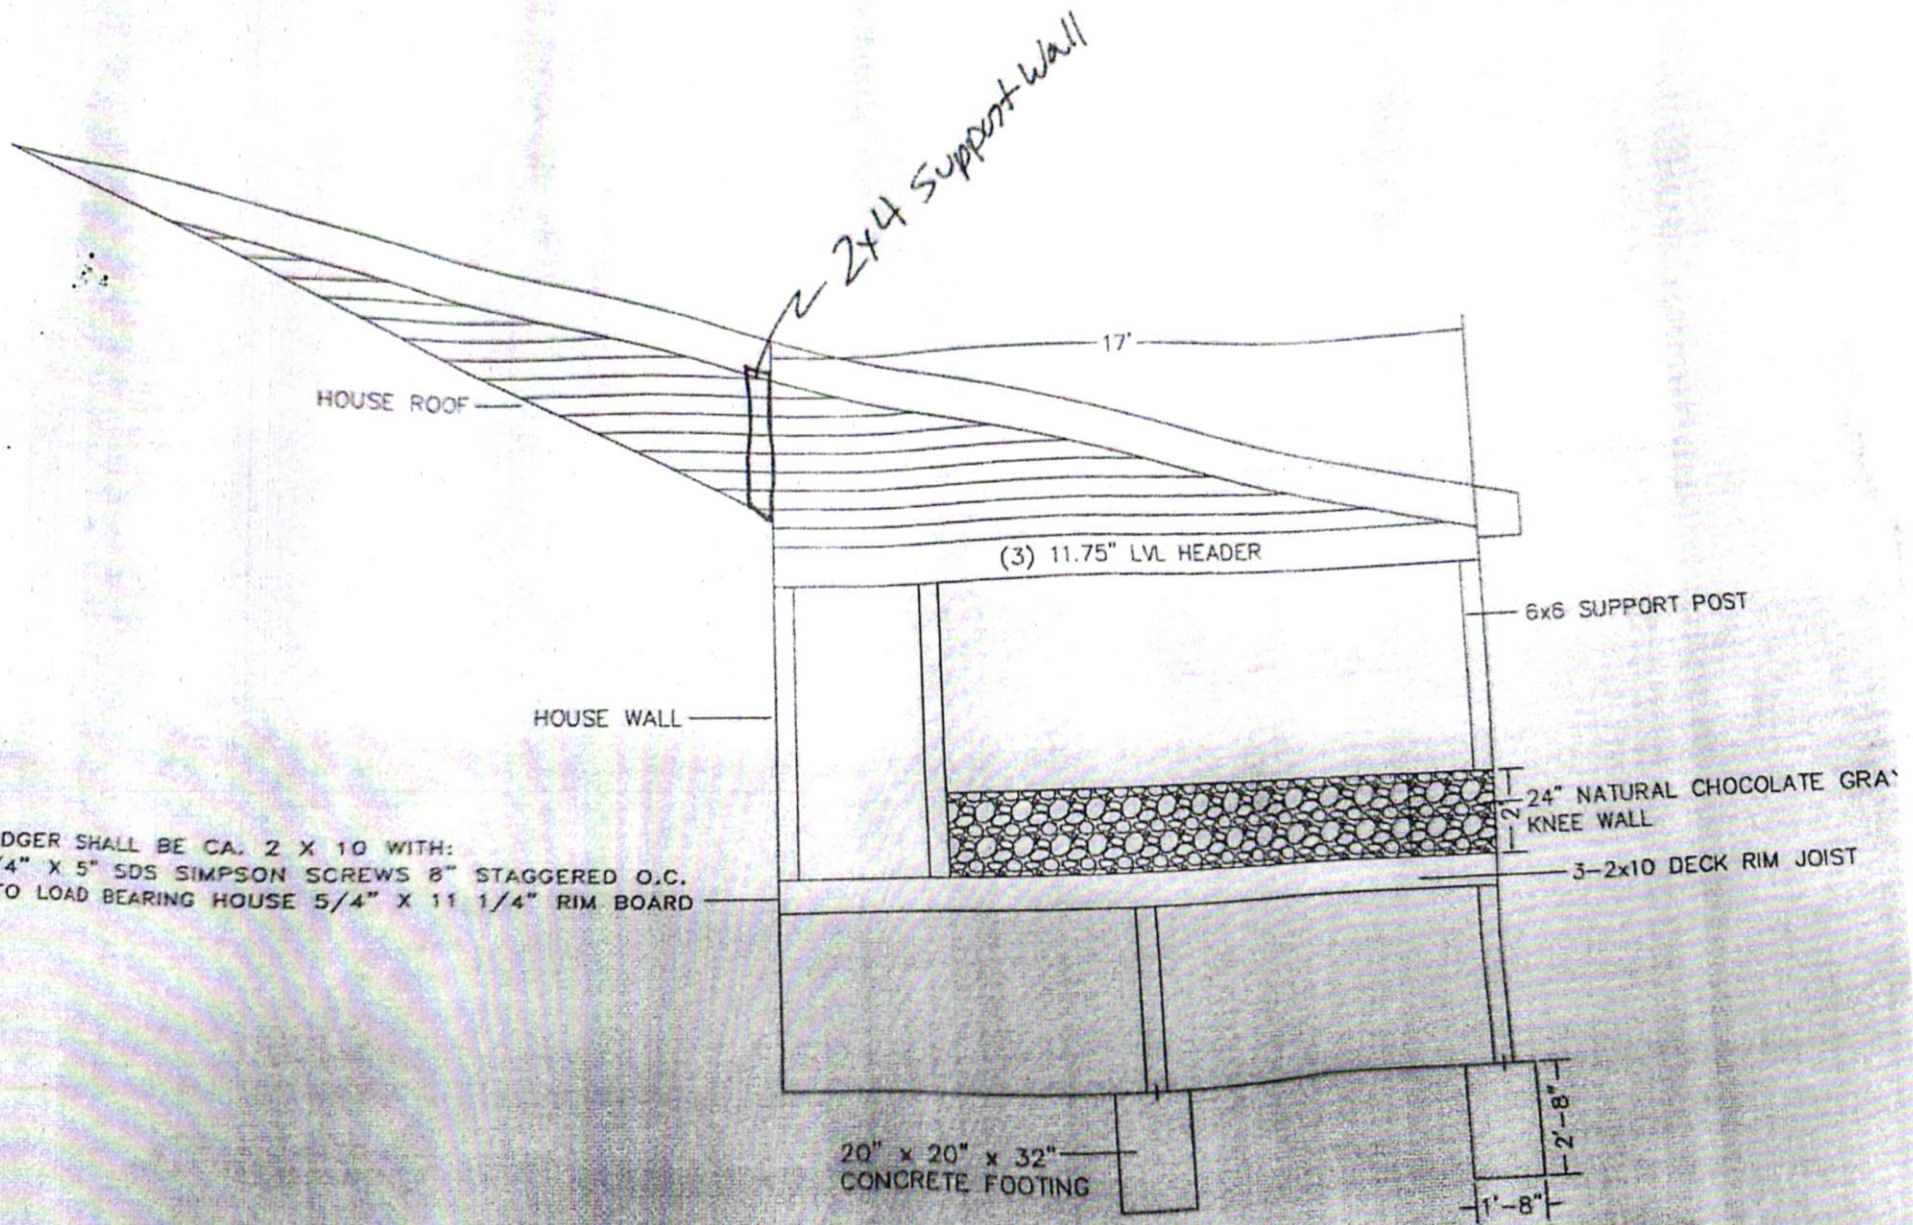 2x4 Support Wall
17'
HOUSE ROOF
(3) 11.75" LVL HEADER
6x6 SUPPORT POST
HOUSE WALL
24" NATURAL CHOCOLATE GRAY
KNEE WALL
2'
DGER SHALL BE CA. 2 X 10 WITH:
/4" X 5" SDS SIMPSON SCREWS 8" STAGGERED O.C.
TO LOAD BEARING HOUSE 5/4" X 11 1/4" RIM BOARD
3-2x10 DECK RIM JOIST
20" x 20" x 32"
CONCRETE FOOTING
2'-8"
1'-8"